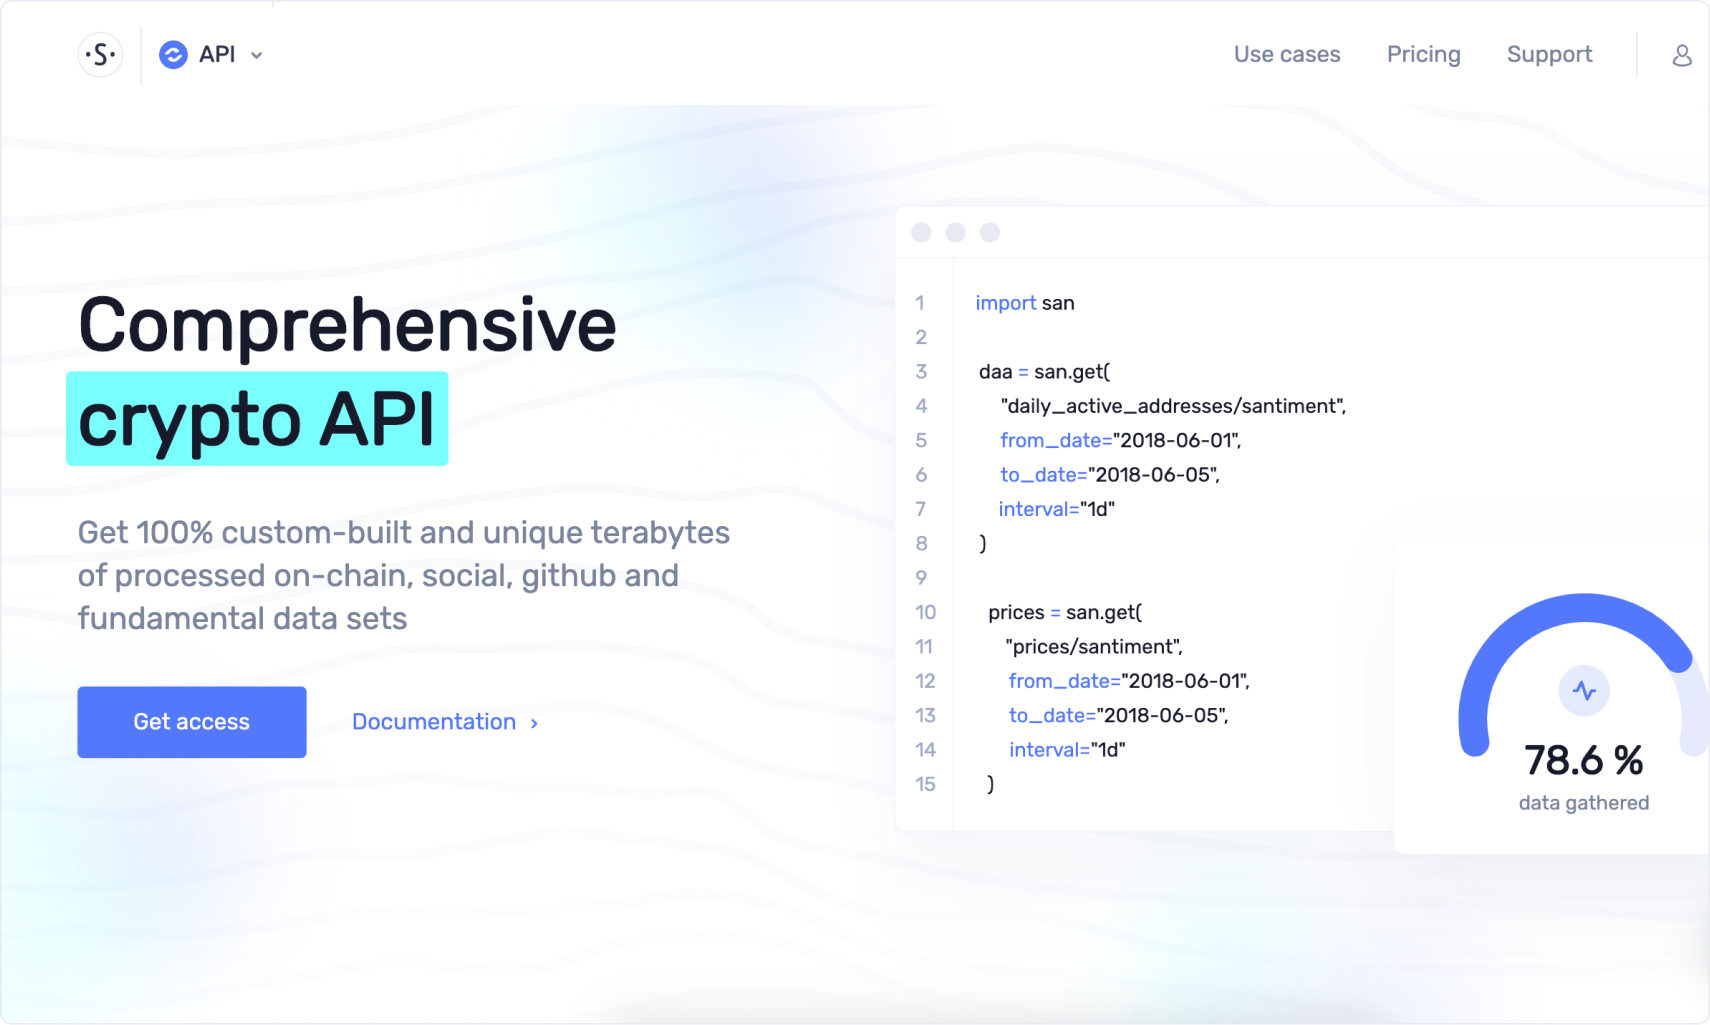 ·S·
API
Use cases
Pricing
Support
Comprehensive
crypto API
Get 100% custom-built and unique terabytes
of processed on-chain, social, github and
fundamental data sets
Get access
Documentation ›
1 import san
2
3 daa = san.get(
4 "daily_active_addresses/santiment",
5 from_date="2018-06-01",
6 to_date="2018-06-05",
7 interval="1d"
8 )
9
10 prices = san.get(
11 "prices/santiment",
12 from_date="2018-06-01",
13 to_date="2018-06-05",
14 interval="1d"
15 )
78.6 %
data gathered